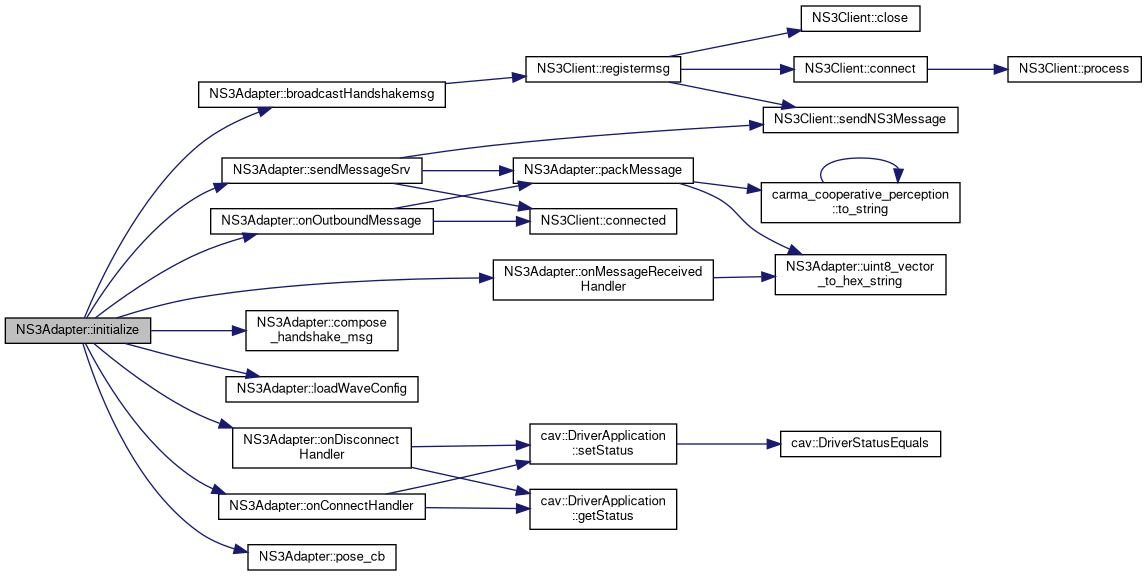 NS3Client::close
NS3Client::registermsg
NS3Client::connect
NS3Client::process
NS3Adapter::broadcastHandshakemsg
NS3Client::sendNS3Message
NS3Adapter::sendMessageSrv
NS3Adapter::packMessage
carma_cooperative_perception
::to_string
NS3Adapter::onOutboundMessage
NS3Client::connected
NS3Adapter::onMessageReceived
Handler
NS3Adapter::uint8_vector
_to_hex_string
NS3Adapter::initialize
NS3Adapter::compose
_handshake_msg
NS3Adapter::loadWaveConfig
NS3Adapter::onDisconnect
Handler
cav::DriverApplication
::setStatus
cav::DriverStatusEquals
NS3Adapter::onConnectHandler
cav::DriverApplication
::getStatus
NS3Adapter::pose_cb